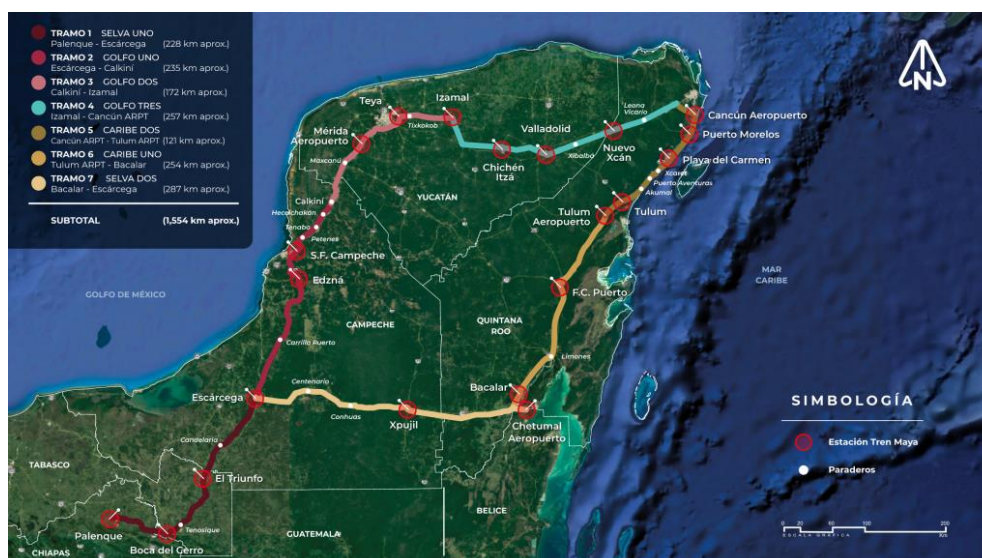 TRAMO 1 SELVA UNO
Palenque - Escárcega (228 km aprox.)
TRAMO 2 GOLFO UNO
Escárcega - Calkiní (235 km aprox.)
TRAMO 3 GOLFO DOS
Calkiní - Izamal (172 km aprox.)
TRAMO 4 GOLFO TRES
Izamal - Cancún ARPT (257 km aprox.)
TRAMO 5 CARIBE DOS
Cancún ARPT - Tulum ARPT (121 km aprox.)
TRAMO 6 CARIBE UNO
Tulum ARPT - Bacalar (254 km aprox.)
TRAMO 7 SELVA DOS
Bacalar - Escárcega (287 km aprox.)
SUBTOTAL (1,554 km aprox.)
N
Teya
Izamal
Tixkokob
Mérida
Aeropuerto
Maxcanú
Leona
Vicario
Cancún Aeropuerto
Puerto Morelos
Valladolid
Nuevo
Xcán
Xibalbá
Chichén
Itzá
Playa del Carmen
Xcaret
Puerto Aventuras
Akumal
YUCATÁN
Calkiní
Hecelchakán
Tenabo
Petenes
Tulum
Aeropuerto
Tulum
S.F. Campeche
Edzná
GOLFO DE MÉXICO
MAR
CARIBE
F.C. Puerto
CAMPECHE
QUINTANA
ROO
Carrillo Puerto
Limones
Escárcega
Centenario
Conhuas
Xpujil
Bacalar
Chetumal
Aeropuerto
SIMBOLOGÍA
Estación Tren Maya
Paraderos
Candelaria
TABASCO
El Triunfo
Tenosique
Palenque
Boca del Cerro
CHIAPAS
GUATEMALA
BELICE
0 20 60 100 200
Km
ESCALA GRÁFICA